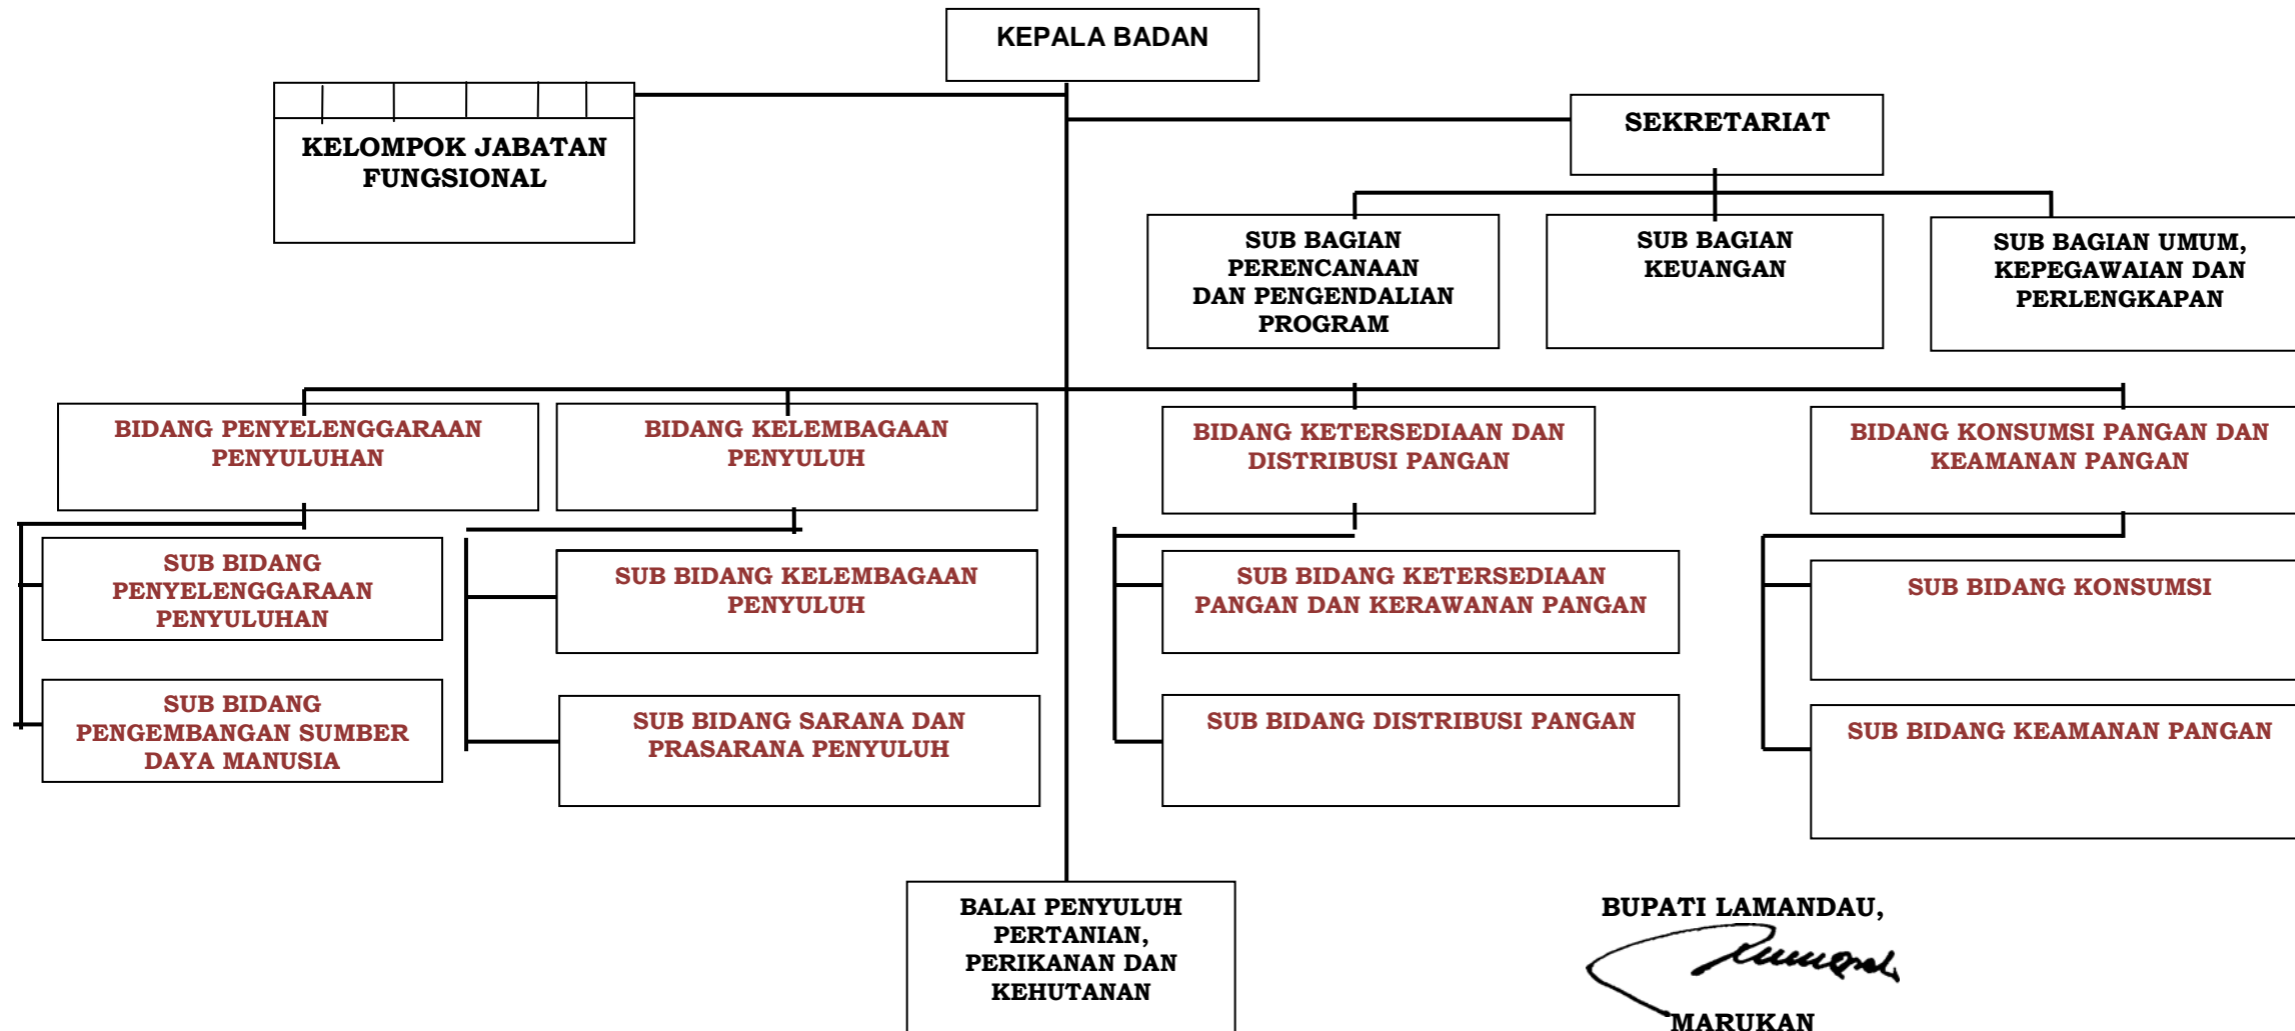 KEPALA BADAN
KELOMPOK JABATAN
FUNGSIONAL
SEKRETARIAT
SUB BAGIAN
PERENCANAAN
DAN PENGENDALIAN
PROGRAM
SUB BAGIAN
KEUANGAN
SUB BAGIAN UMUM,
KEPEGAWAIAN DAN
PERLENGKAPAN
BIDANG PENYELENGGARAAN
PENYULUHAN
BIDANG KELEMBAGAAN
PENYULUH
BIDANG KETERSEDIAAN DAN
DISTRIBUSI PANGAN
BIDANG KONSUMSI PANGAN DAN
KEAMANAN PANGAN
SUB BIDANG
PENYELENGGARAAN
PENYULUHAN
SUB BIDANG KELEMBAGAAN
PENYULUH
SUB BIDANG KETERSEDIAAN
PANGAN DAN KERAWANAN PANGAN
SUB BIDANG KONSUMSI
SUB BIDANG
PENGEMBANGAN SUMBER
DAYA MANUSIA
SUB BIDANG SARANA DAN
PRASARANA PENYULUH
SUB BIDANG DISTRIBUSI PANGAN
SUB BIDANG KEAMANAN PANGAN
BALAI PENYULUH
PERTANIAN,
PERIKANAN DAN
KEHUTANAN
BUPATI LAMANDAU,
MARUKAN